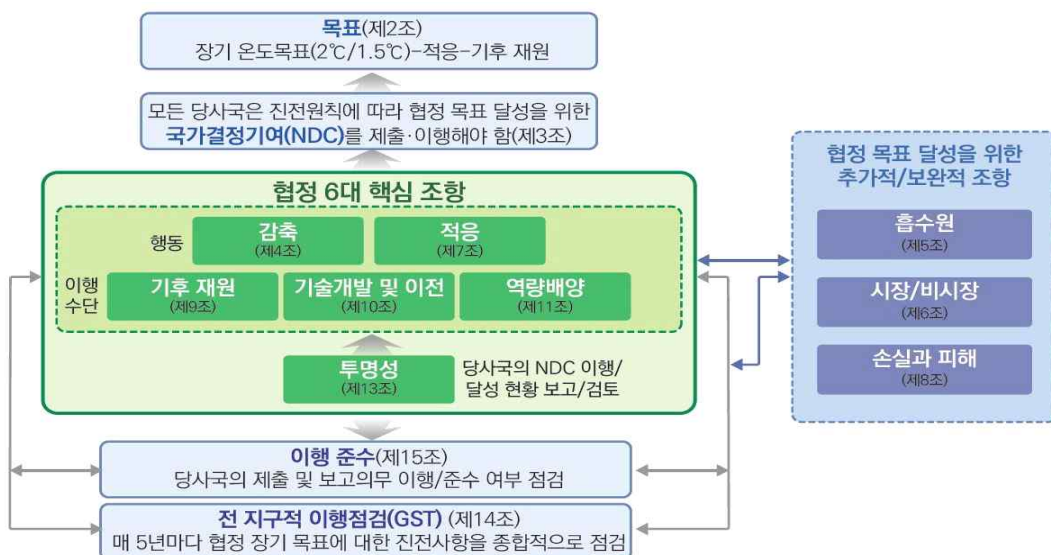 목표(제2조)
장기 온도목표(2℃/1.5℃)-적응-기후 재원
모든 당사국은 진전원칙에 따라 협정 목표 달성을 위한
국가결정기여(NDC)를 제출·이행해야 함(제3조)
협정 6대 핵심 조항
행동
감축
(제4조)
적응
(제7조)
이행
수단
기후 재원
(제9조)
기술개발 및 이전
(제10조)
역량배양
(제11조)
투명성
(제13조)
당사국의 NDC 이행/
달성 현황 보고/검토
이행 준수(제15조)
당사국의 제출 및 보고의무 이행/준수 여부 점검
전 지구적 이행점검(GST) (제14조)
매 5년마다 협정 장기 목표에 대한 진전사항을 종합적으로 점검
협정 목표 달성을 위한
추가적/보완적 조항
흡수원
(제5조)
시장/비시장
(제6조)
손실과 피해
(제8조)